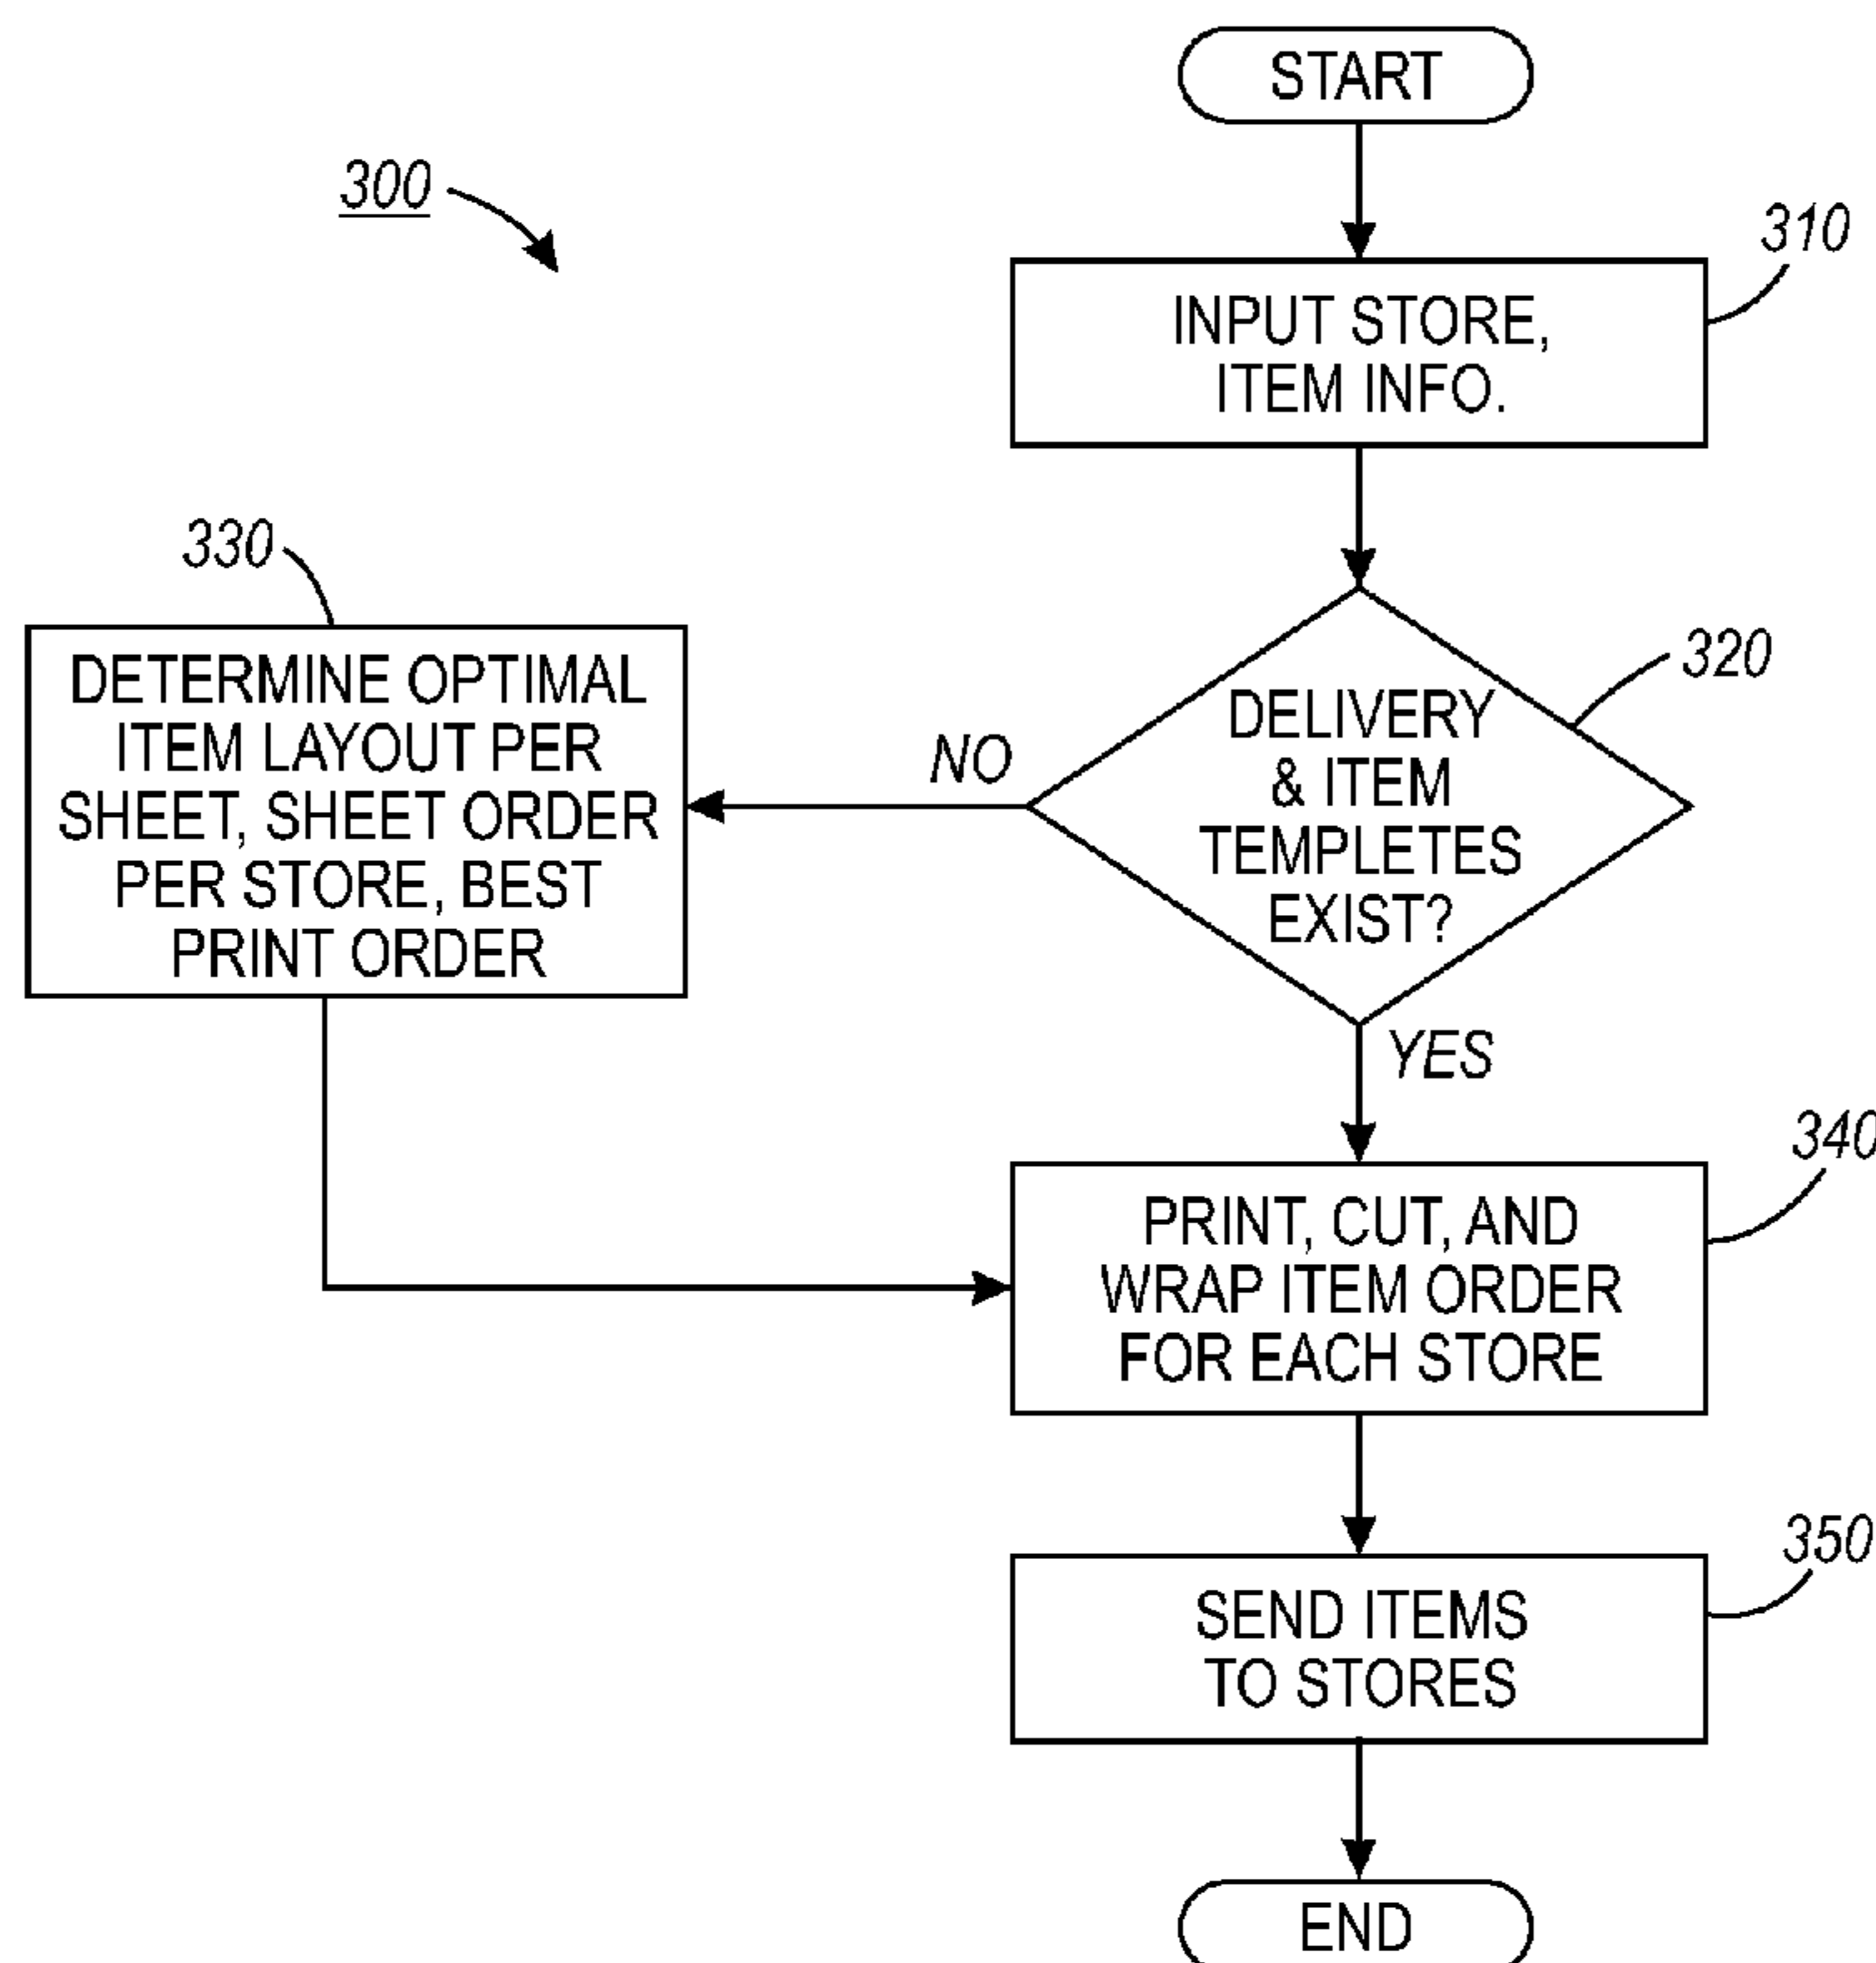 START
300
310
INPUT STORE,
ITEM INFO.
330
320
DELIVERY
& ITEM
TEMPLETES
EXIST?
NO
DETERMINE OPTIMAL
ITEM LAYOUT PER
SHEET, SHEET ORDER
PER STORE, BEST
PRINT ORDER
YES
340
PRINT, CUT, AND
WRAP ITEM ORDER
FOR EACH STORE
350
SEND ITEMS
TO STORES
END